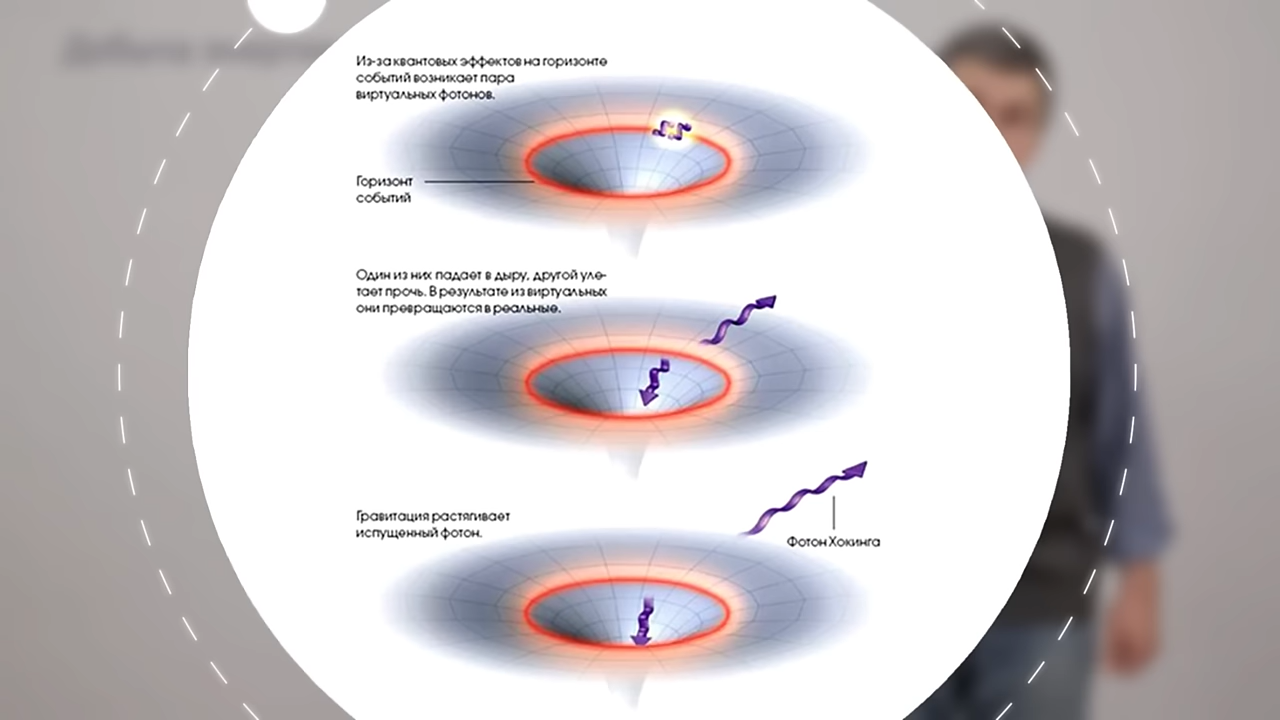 Из-за квантовых эффектов на горизонте
событий возникает пара
виртуальных фотонов.
Горизонт
событий
Один из них падает в дыру, другой уле-
тает прочь. В результате из виртуальных
они превращаются в реальные.
Гравитация растягивает
испущенный фотон.
Фотон Хокинга